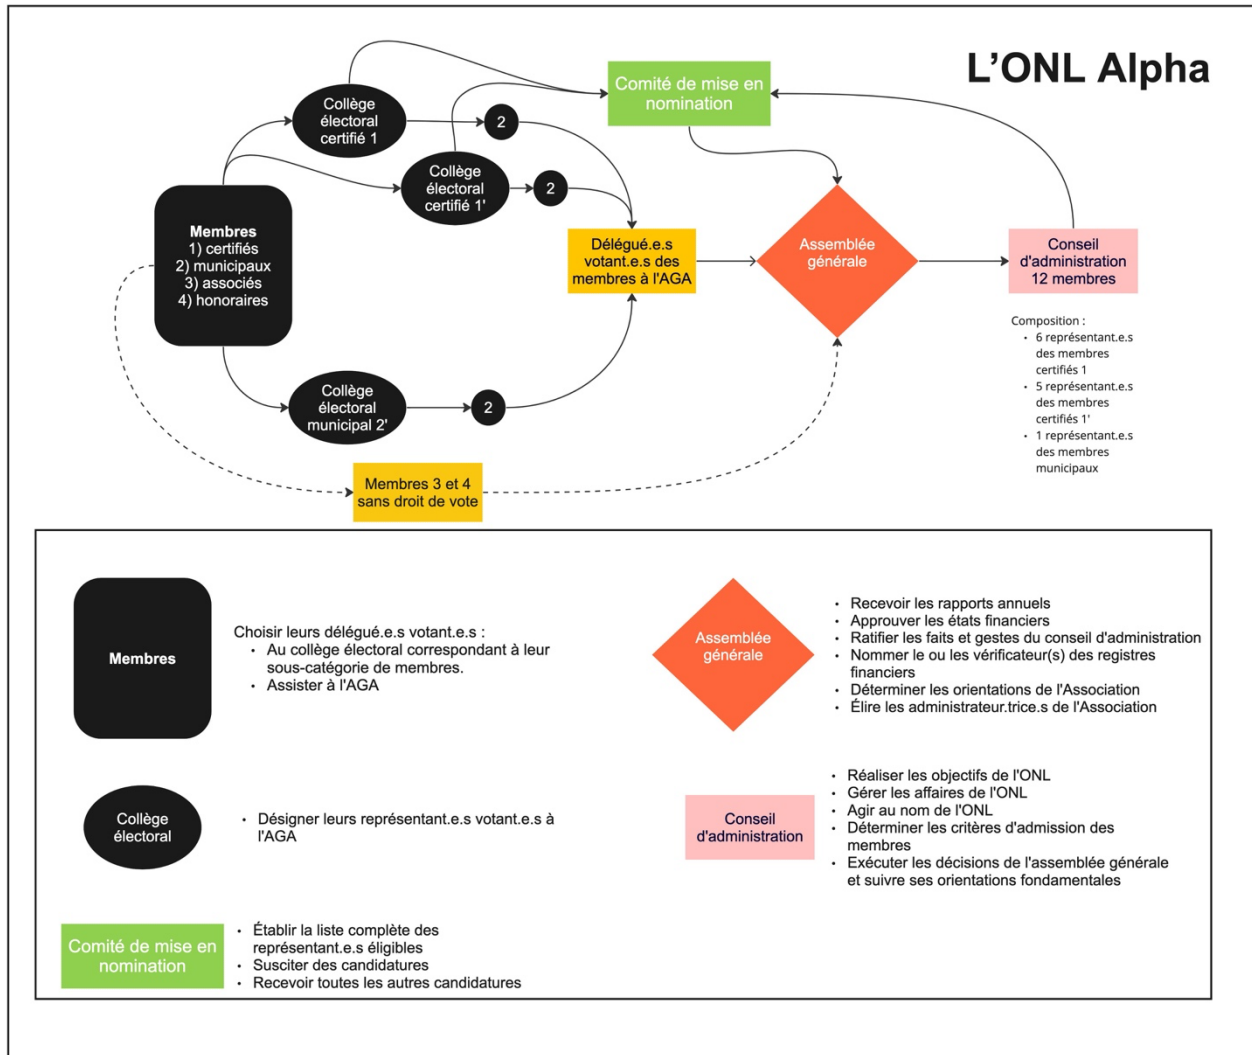 L'ONL Alpha
Comité de mise en
nomination
Collège
électoral
certifié 1
2
Collège
électoral
certifié 1'
2
Membres
1) certifiés
2) municipaux
3) associés
4) honoraires
Délégué.e.s
votant.e.s des
membres à l'AGA
Assemblée
générale
Conseil
d'administration
12 membres
Composition :
• 6 représentant.e.s
des membres
certifiés 1
• 5 représentant.e.s
des membres
certifiés 1'
• 1 représentant.e.s
des membres
municipaux
Collège
électoral
municipal 2'
2
Membres 3 et 4
sans droit de vote
Membres
Choisir leurs délégué.e.s votant.e.s :
• Au collège électoral correspondant à leur
sous-catégorie de membres.
• Assister à l'AGA
Assemblée
générale
• Recevoir les rapports annuels
• Approuver les états financiers
• Ratifier les faits et gestes du conseil d'administration
• Nommer le ou les vérificateur(s) des registres
financiers
• Déterminer les orientations de l'Association
• Élire les administrateur.trice.s de l'Association
Collège
électoral
• Désigner leurs représentant.e.s votant.e.s à
l'AGA
Conseil
d'administration
• Réaliser les objectifs de l'ONL
• Gérer les affaires de l'ONL
• Agir au nom de l'ONL
• Déterminer les critères d'admission des
membres
• Exécuter les décisions de l'assemblée générale
et suivre ses orientations fondamentales
Comité de mise en
nomination
• Établir la liste complète des
représentant.e.s éligibles
• Susciter des candidatures
• Recevoir toutes les autres candidatures